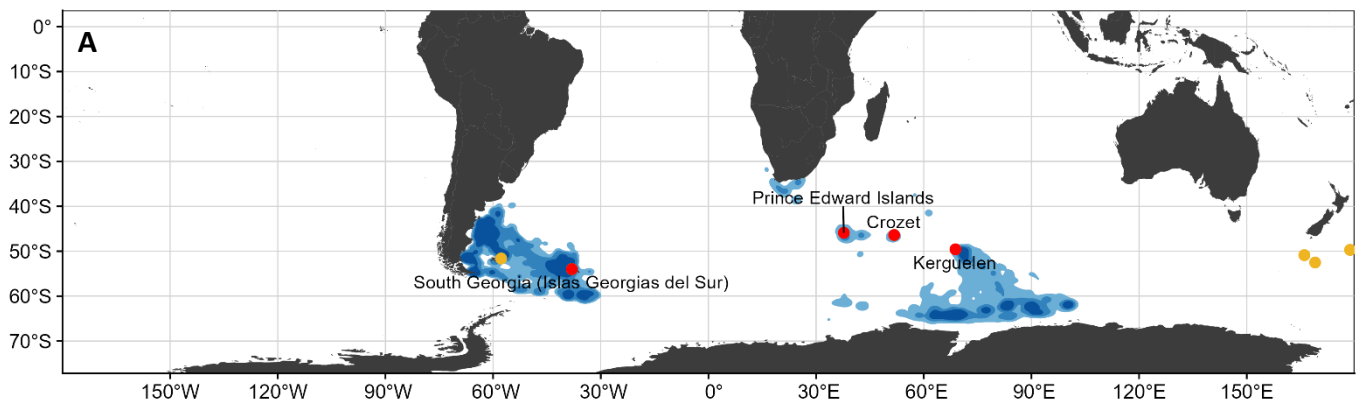 A
0°
10°S
20°S
30°S
40°S
50°S
60°S
70°S
Prince Edward Islands
Crozet
Kerguelen
South Georgia (Islas Georgias del Sur)
150°W 120°W 90°W 60°W 30°W 0° 30°E 60°E 90°E 120°E 150°E